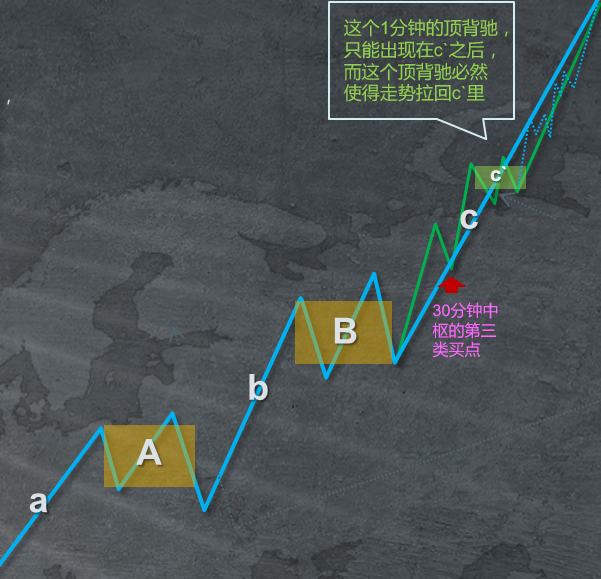 这个1分钟的顶背驰，
只能出现在c`之后，
而这个顶背驰必然
使得走势拉回c`里
c`
c
30分钟中
枢的第三
类买点
B
b
A
a